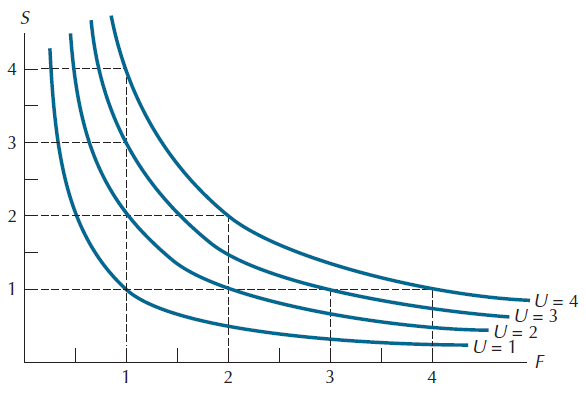 S
4
3
2
1
U = 4
U = 3
U = 2
U = 1
F
1 2 3 4